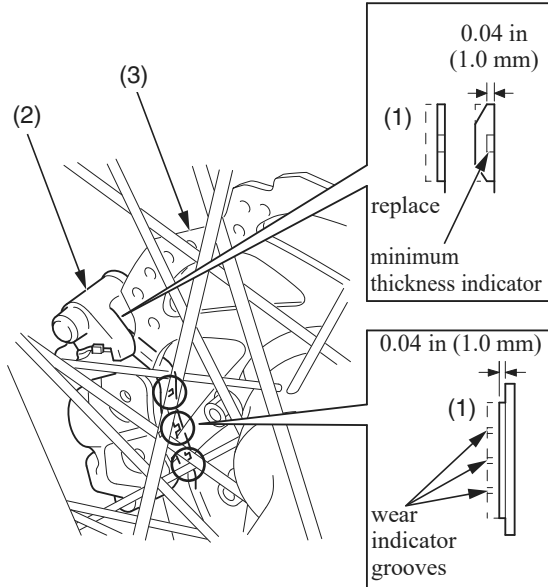 0.04 in
(1.0 mm)
(3)
(2)
(1)
replace
minimum
thickness indicator
0.04 in (1.0 mm)
(1)
wear
indicator
grooves